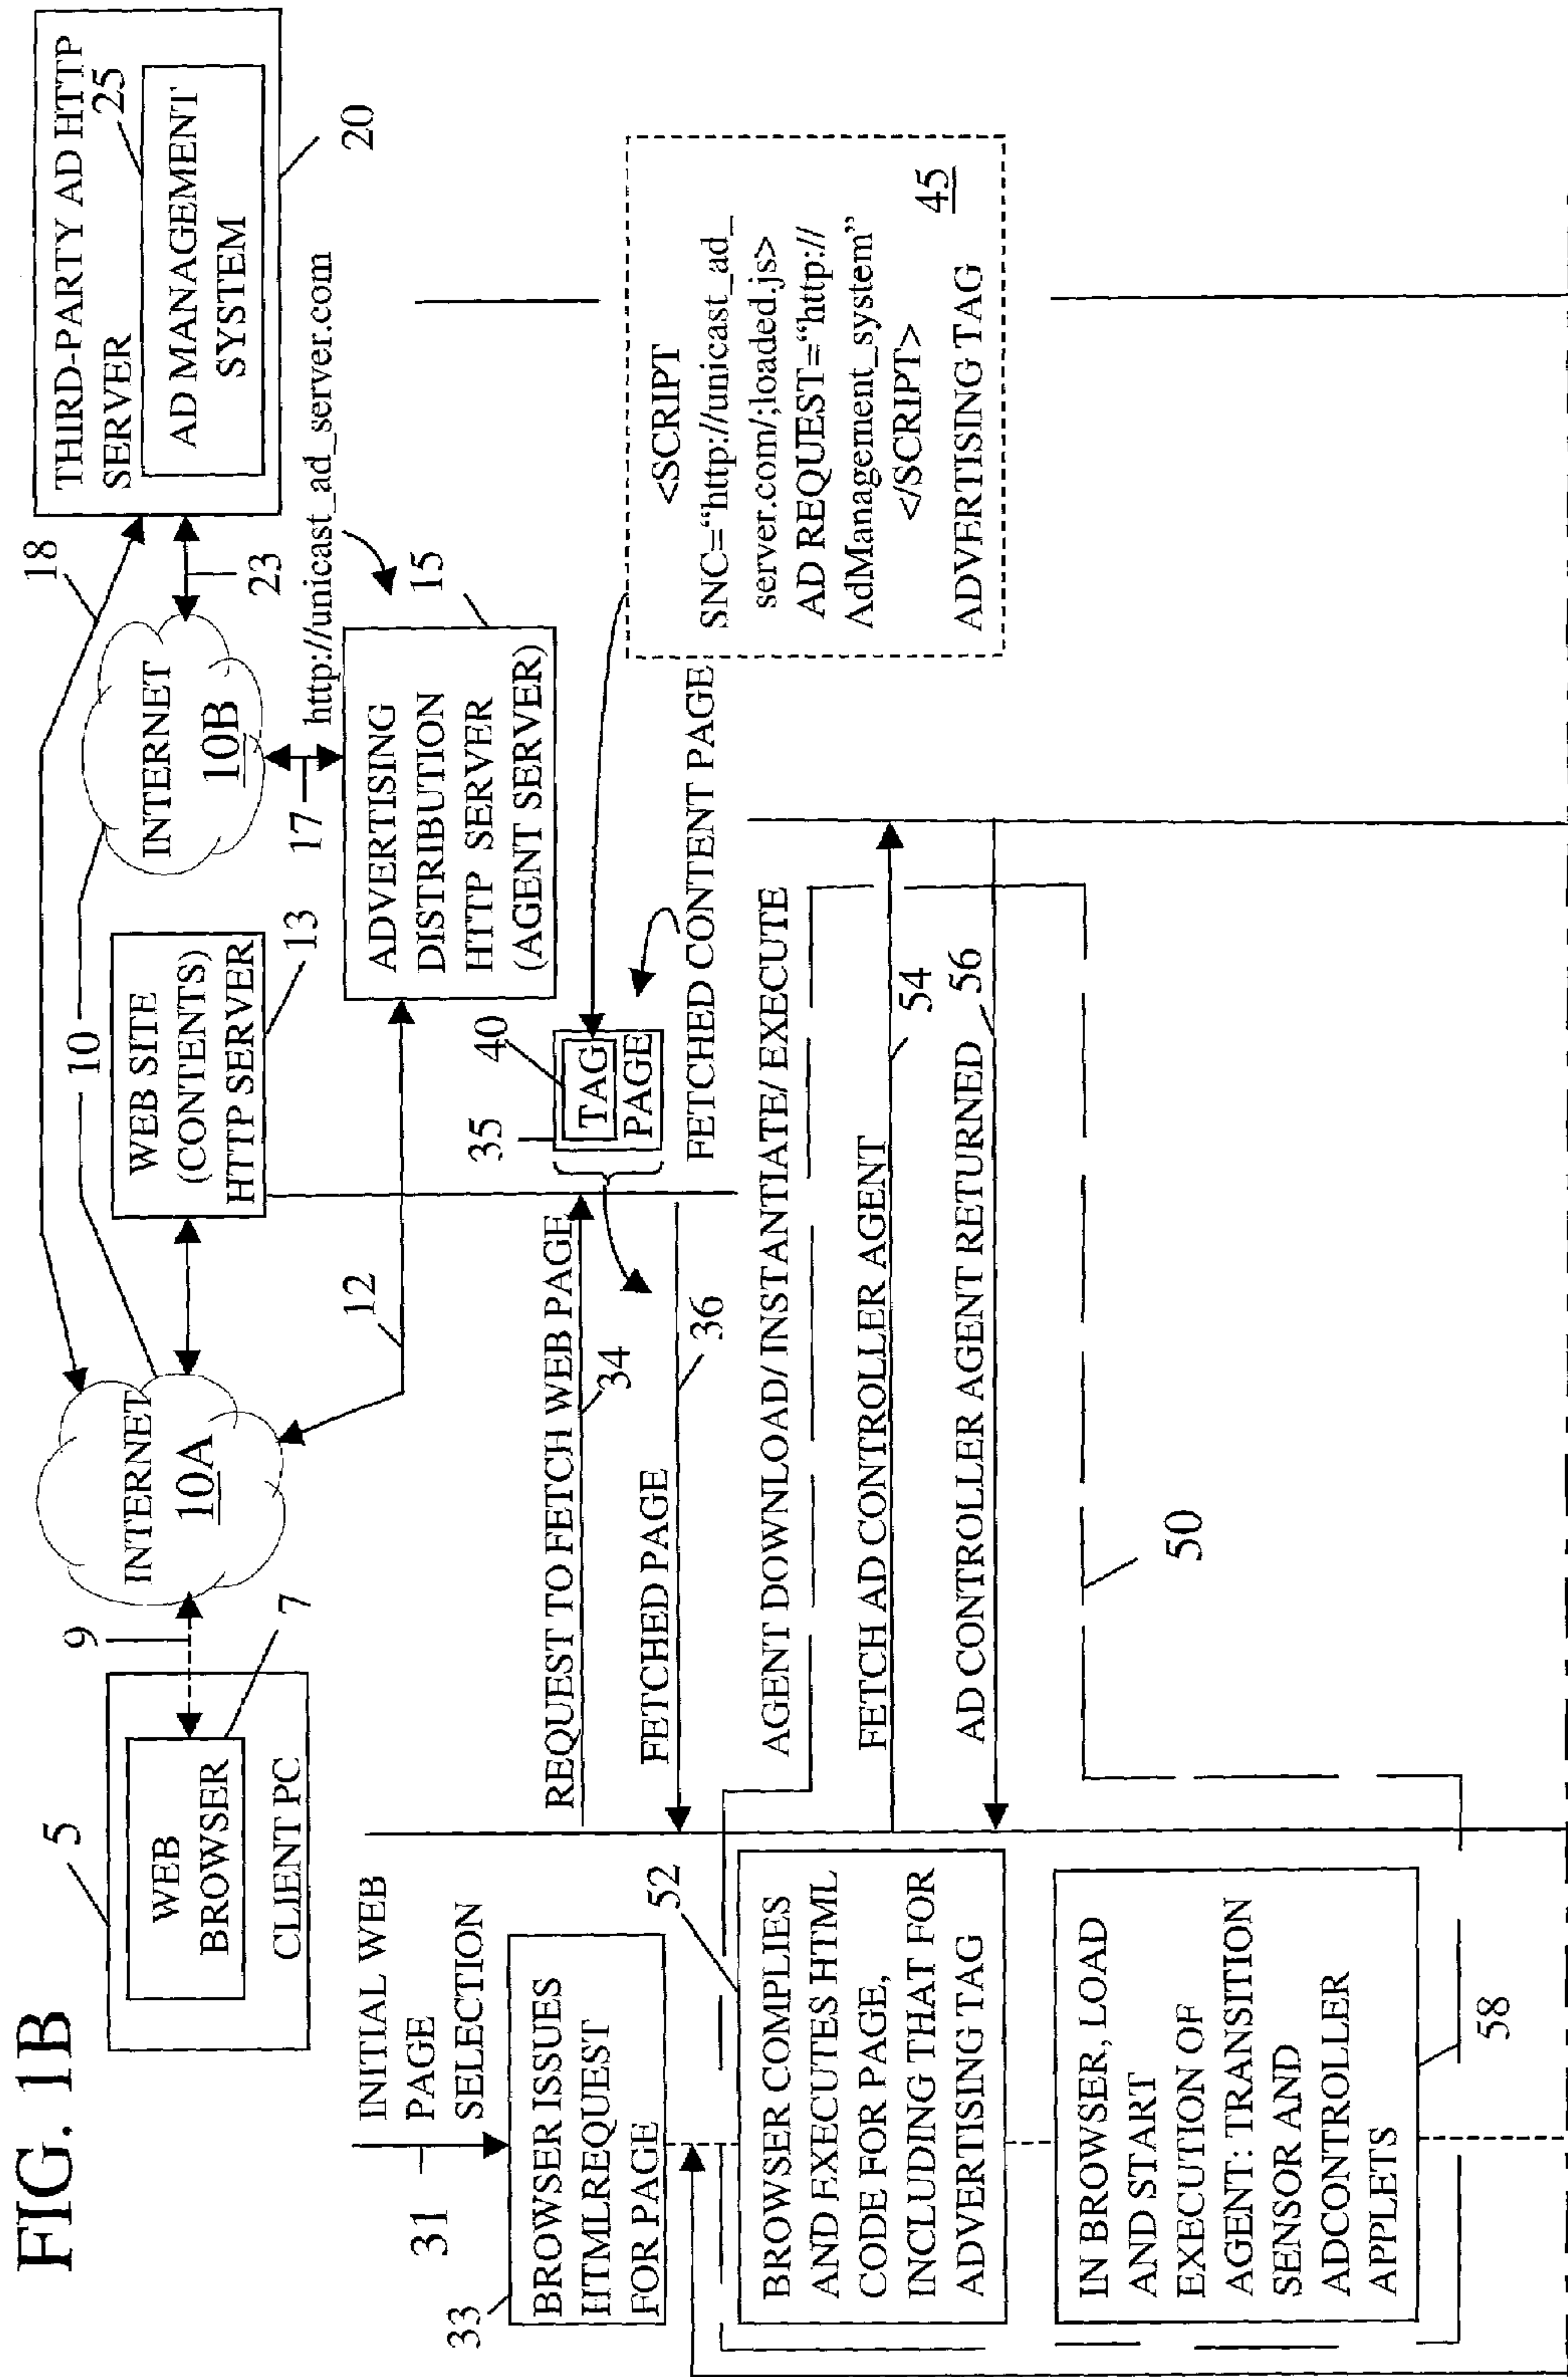 FIG. 1B
5
WEB
BROWSER
CLIENT PC
7
9
INTERNET
10A
10
18
WEB SITE
(CONTENTS)
HTTP SERVER
13
12
INTERNET
10B
17
23
THIRD-PARTY AD HTTP
SERVER
25
AD MANAGEMENT
SYSTEM
20
http://unicast_ad_server.com
ADVERTISING
DISTRIBUTION
HTTP SERVER
(AGENT SERVER)
15
INITIAL WEB
PAGE
SELECTION
31
33
BROWSER ISSUES
HTMLREQUEST
FOR PAGE
REQUEST TO FETCH WEB PAGE
34
35
40
TAG
PAGE
FETCHED CONTENT PAGE
FETCHED PAGE
36
<SCRIPT
SNC="http://unicast_ad_
server.com/;loaded.js>
AD REQUEST="http://
AdManagement_system”
</SCRIPT>
ADVERTISING TAG
45
52
BROWSER COMPLIES
AND EXECUTES HTML
CODE FOR PAGE,
INCLUDING THAT FOR
ADVERTISING TAG
AGENT DOWNLOAD/ INSTANTIATE/ EXECUTE
FETCH AD CONTROLLER AGENT
54
AD CONTROLLER AGENT RETURNED
56
50
IN BROWSER, LOAD
AND START
EXECUTION OF
AGENT: TRANSITION
SENSOR AND
ADCONTROLLER
APPLETS
58